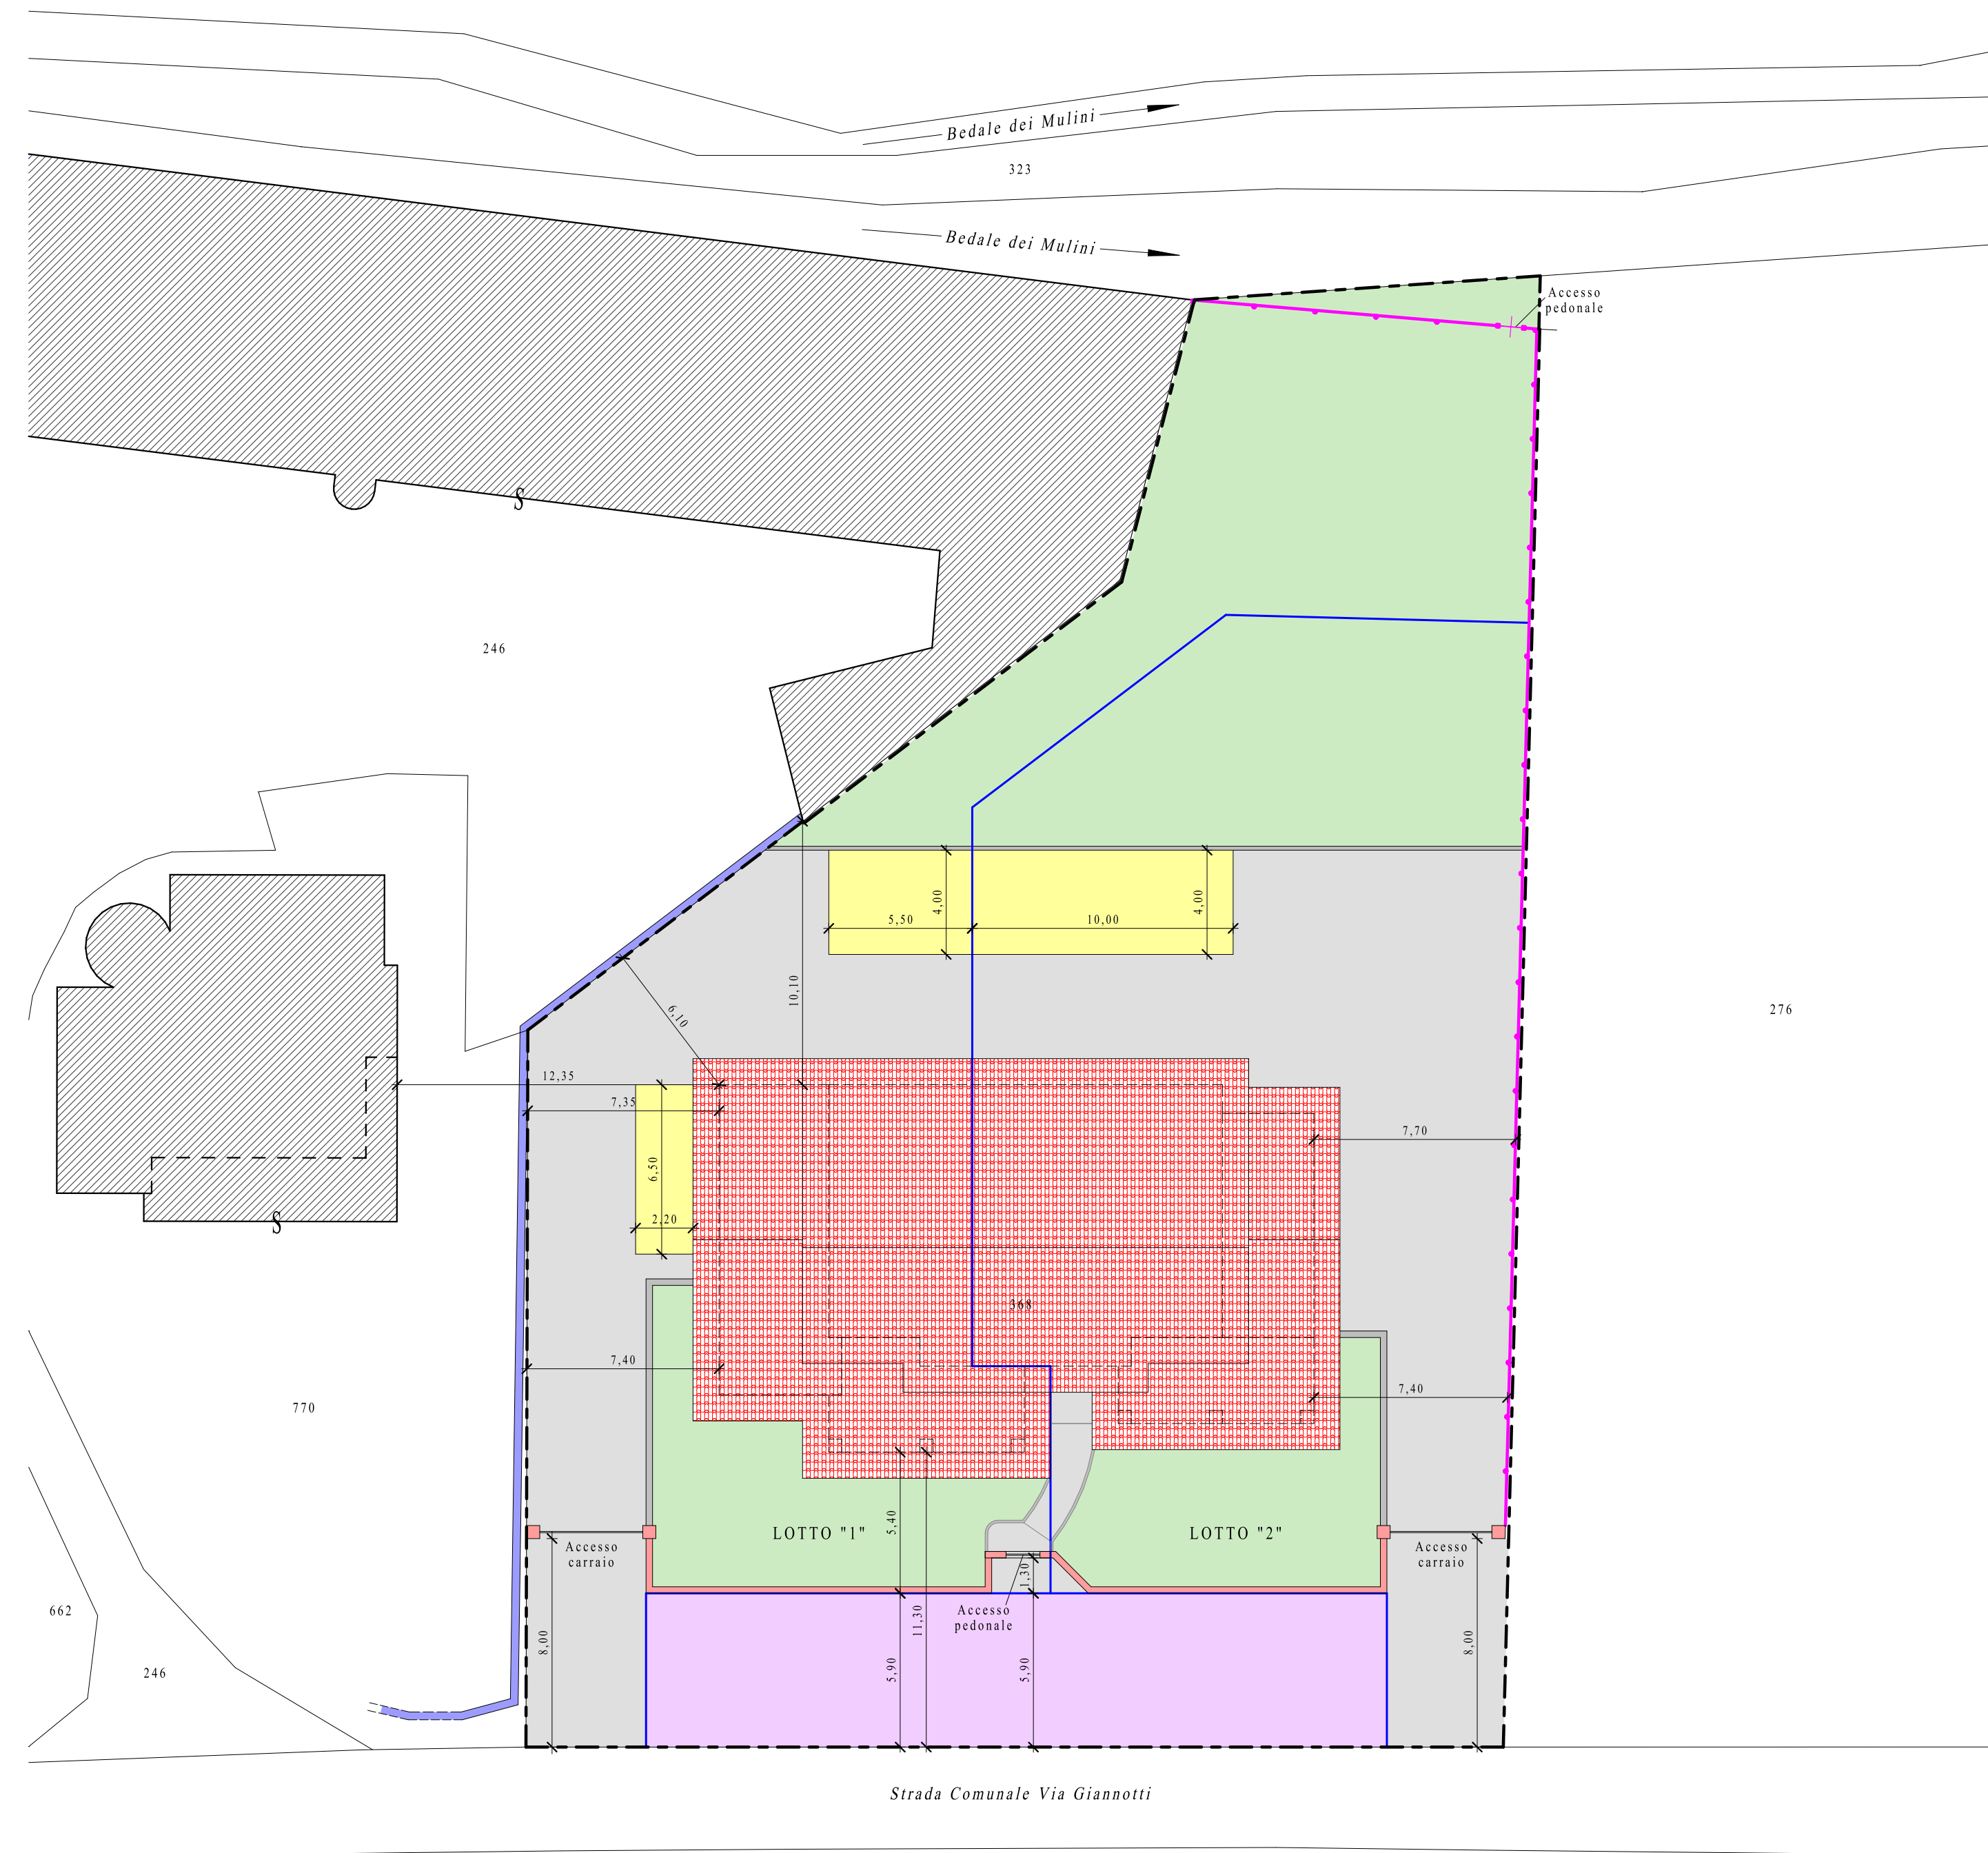 Bedale dei Mulini
323
Bedale dei Mulini
Accesso
pedonale
S
246
4,00
4,00
5,50
10,00
10,10
6,10
276
12,35
7,35
7,70
6,50
2,20
S
368
7,40
7,40
770
5,40
LOTTO "1"
LOTTO "2"
Accesso
carraio
Accesso
carraio
1,30
Accesso
pedonale
662
11,30
8,00
8,00
5,90
5,90
246
Strada Comunale Via Giannotti